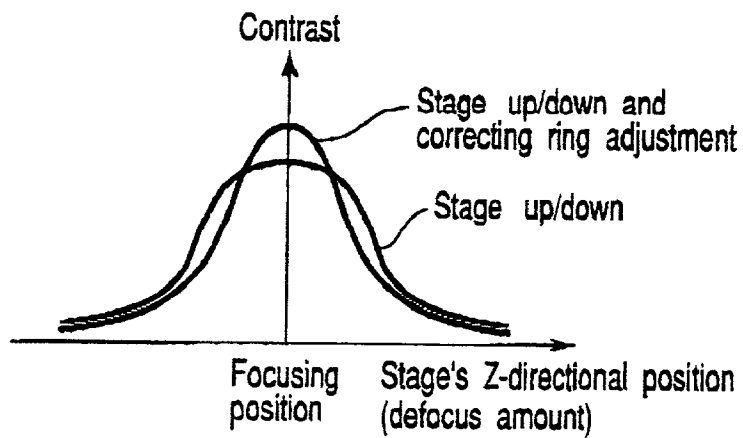 Contrast
Stage up/down and
correcting ring adjustment
Stage up/down
Focusing
position
Stage's Z-directional position
(defocus amount)